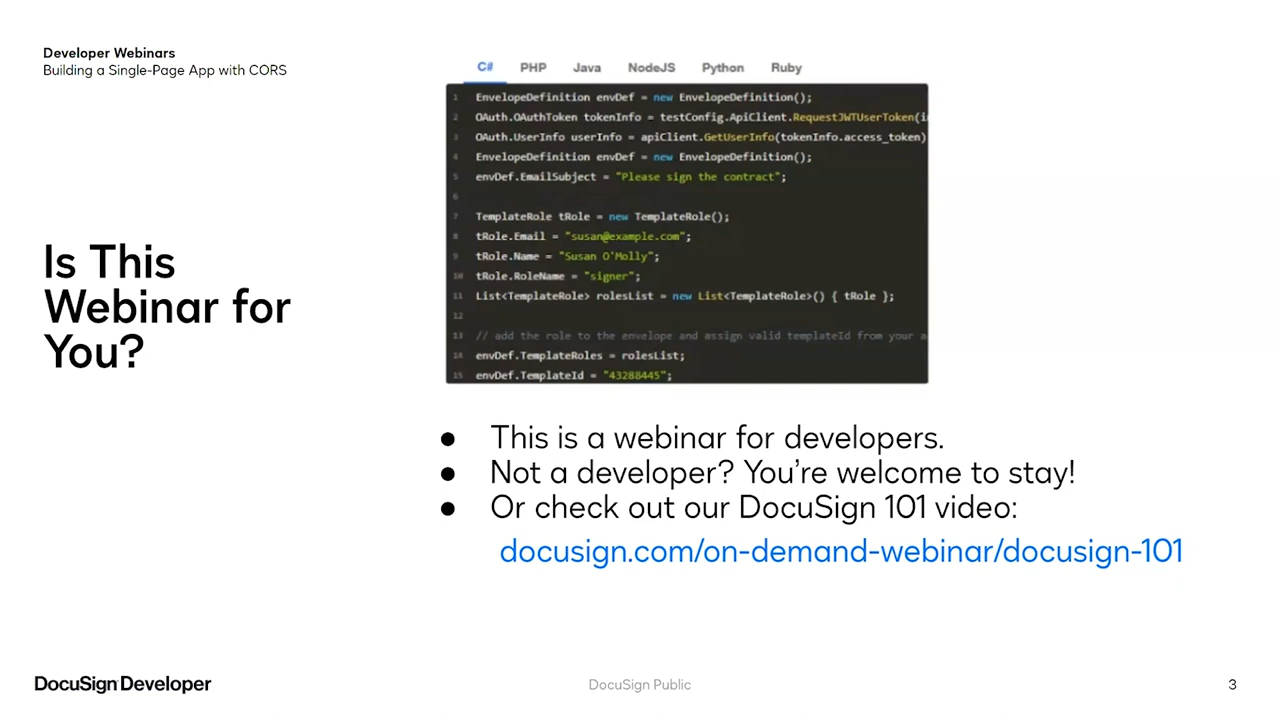 Developer Webinars
Building a Single-Page App with CORS
Is This
Webinar for
You?
C# PHP Java NodeJS Python Ruby
1 EnvelopeDefinition envDef = new EnvelopeDefinition();
2 OAuth.OAuthToken tokenInfo = testConfig.ApiClient.RequestJWTUserToken(i
3 OAuth.UserInfo userInfo = apiClient.GetUserInfo(tokenInfo.access_token)
4 EnvelopeDefinition envDef = new EnvelopeDefinition();
5 envDef.EmailSubject = "Please sign the contract";
6
7 TemplateRole tRole = new TemplateRole();
8 tRole.Email = "susan@example.com";
9 tRole.Name = "Susan O'Molly";
10 tRole.RoleName = "signer";
11 List<TemplateRole> rolesList = new List<TemplateRole>() { tRole };
12
13 // add the role to the envelope and assign valid templateId from your a
14 envDef.TemplateRoles = rolesList;
15 envDef.TemplateId = "43288445";
● This is a webinar for developers.
● Not a developer? You’re welcome to stay!
● Or check out our DocuSign 101 video:
docusign.com/on-demand-webinar/docusign-101
DocuSign Developer
DocuSign Public
3